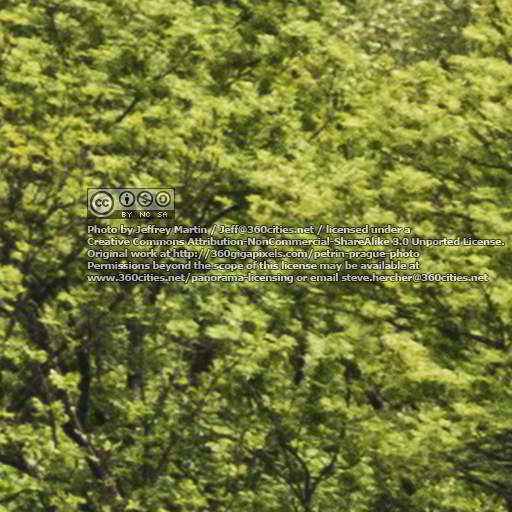 cc BY NC SA
Photo by Jeffrey Martin / Jeff@360cities.net / licensed under a
Creative Commons Attribution-NonCommercial-ShareAlike 3.0 Unported License.
Original work at http://360gigapixels.com/petrin-prague-photo
Permissions beyond the scope of this license may be available at
www.360cities.net/panorama-licensing or email steve.hercher@360cities.net